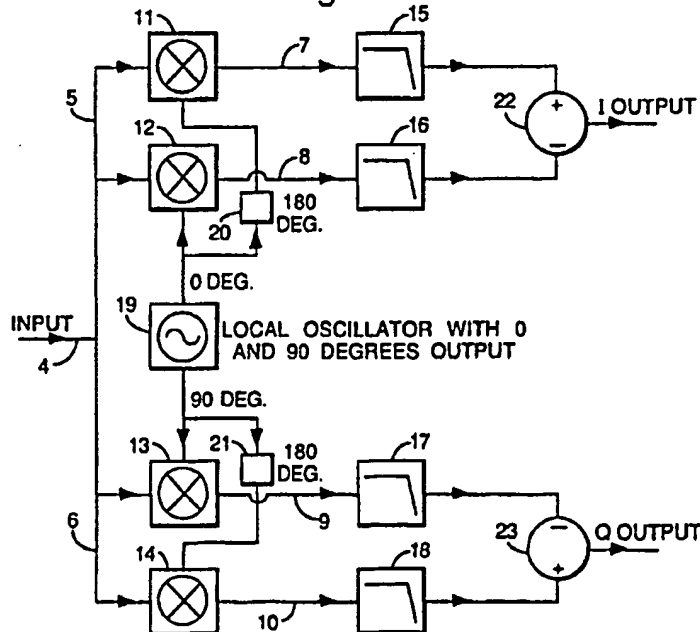 11
7
15
5
12
8
16
22
+
−
I OUTPUT
20
180
DEG.
0 DEG.
19
INPUT
4
LOCAL OSCILLATOR WITH 0
AND 90 DEGREES OUTPUT
90 DEG.
13
21
180
DEG.
17
9
6
14
10
18
23
−
+
Q OUTPUT